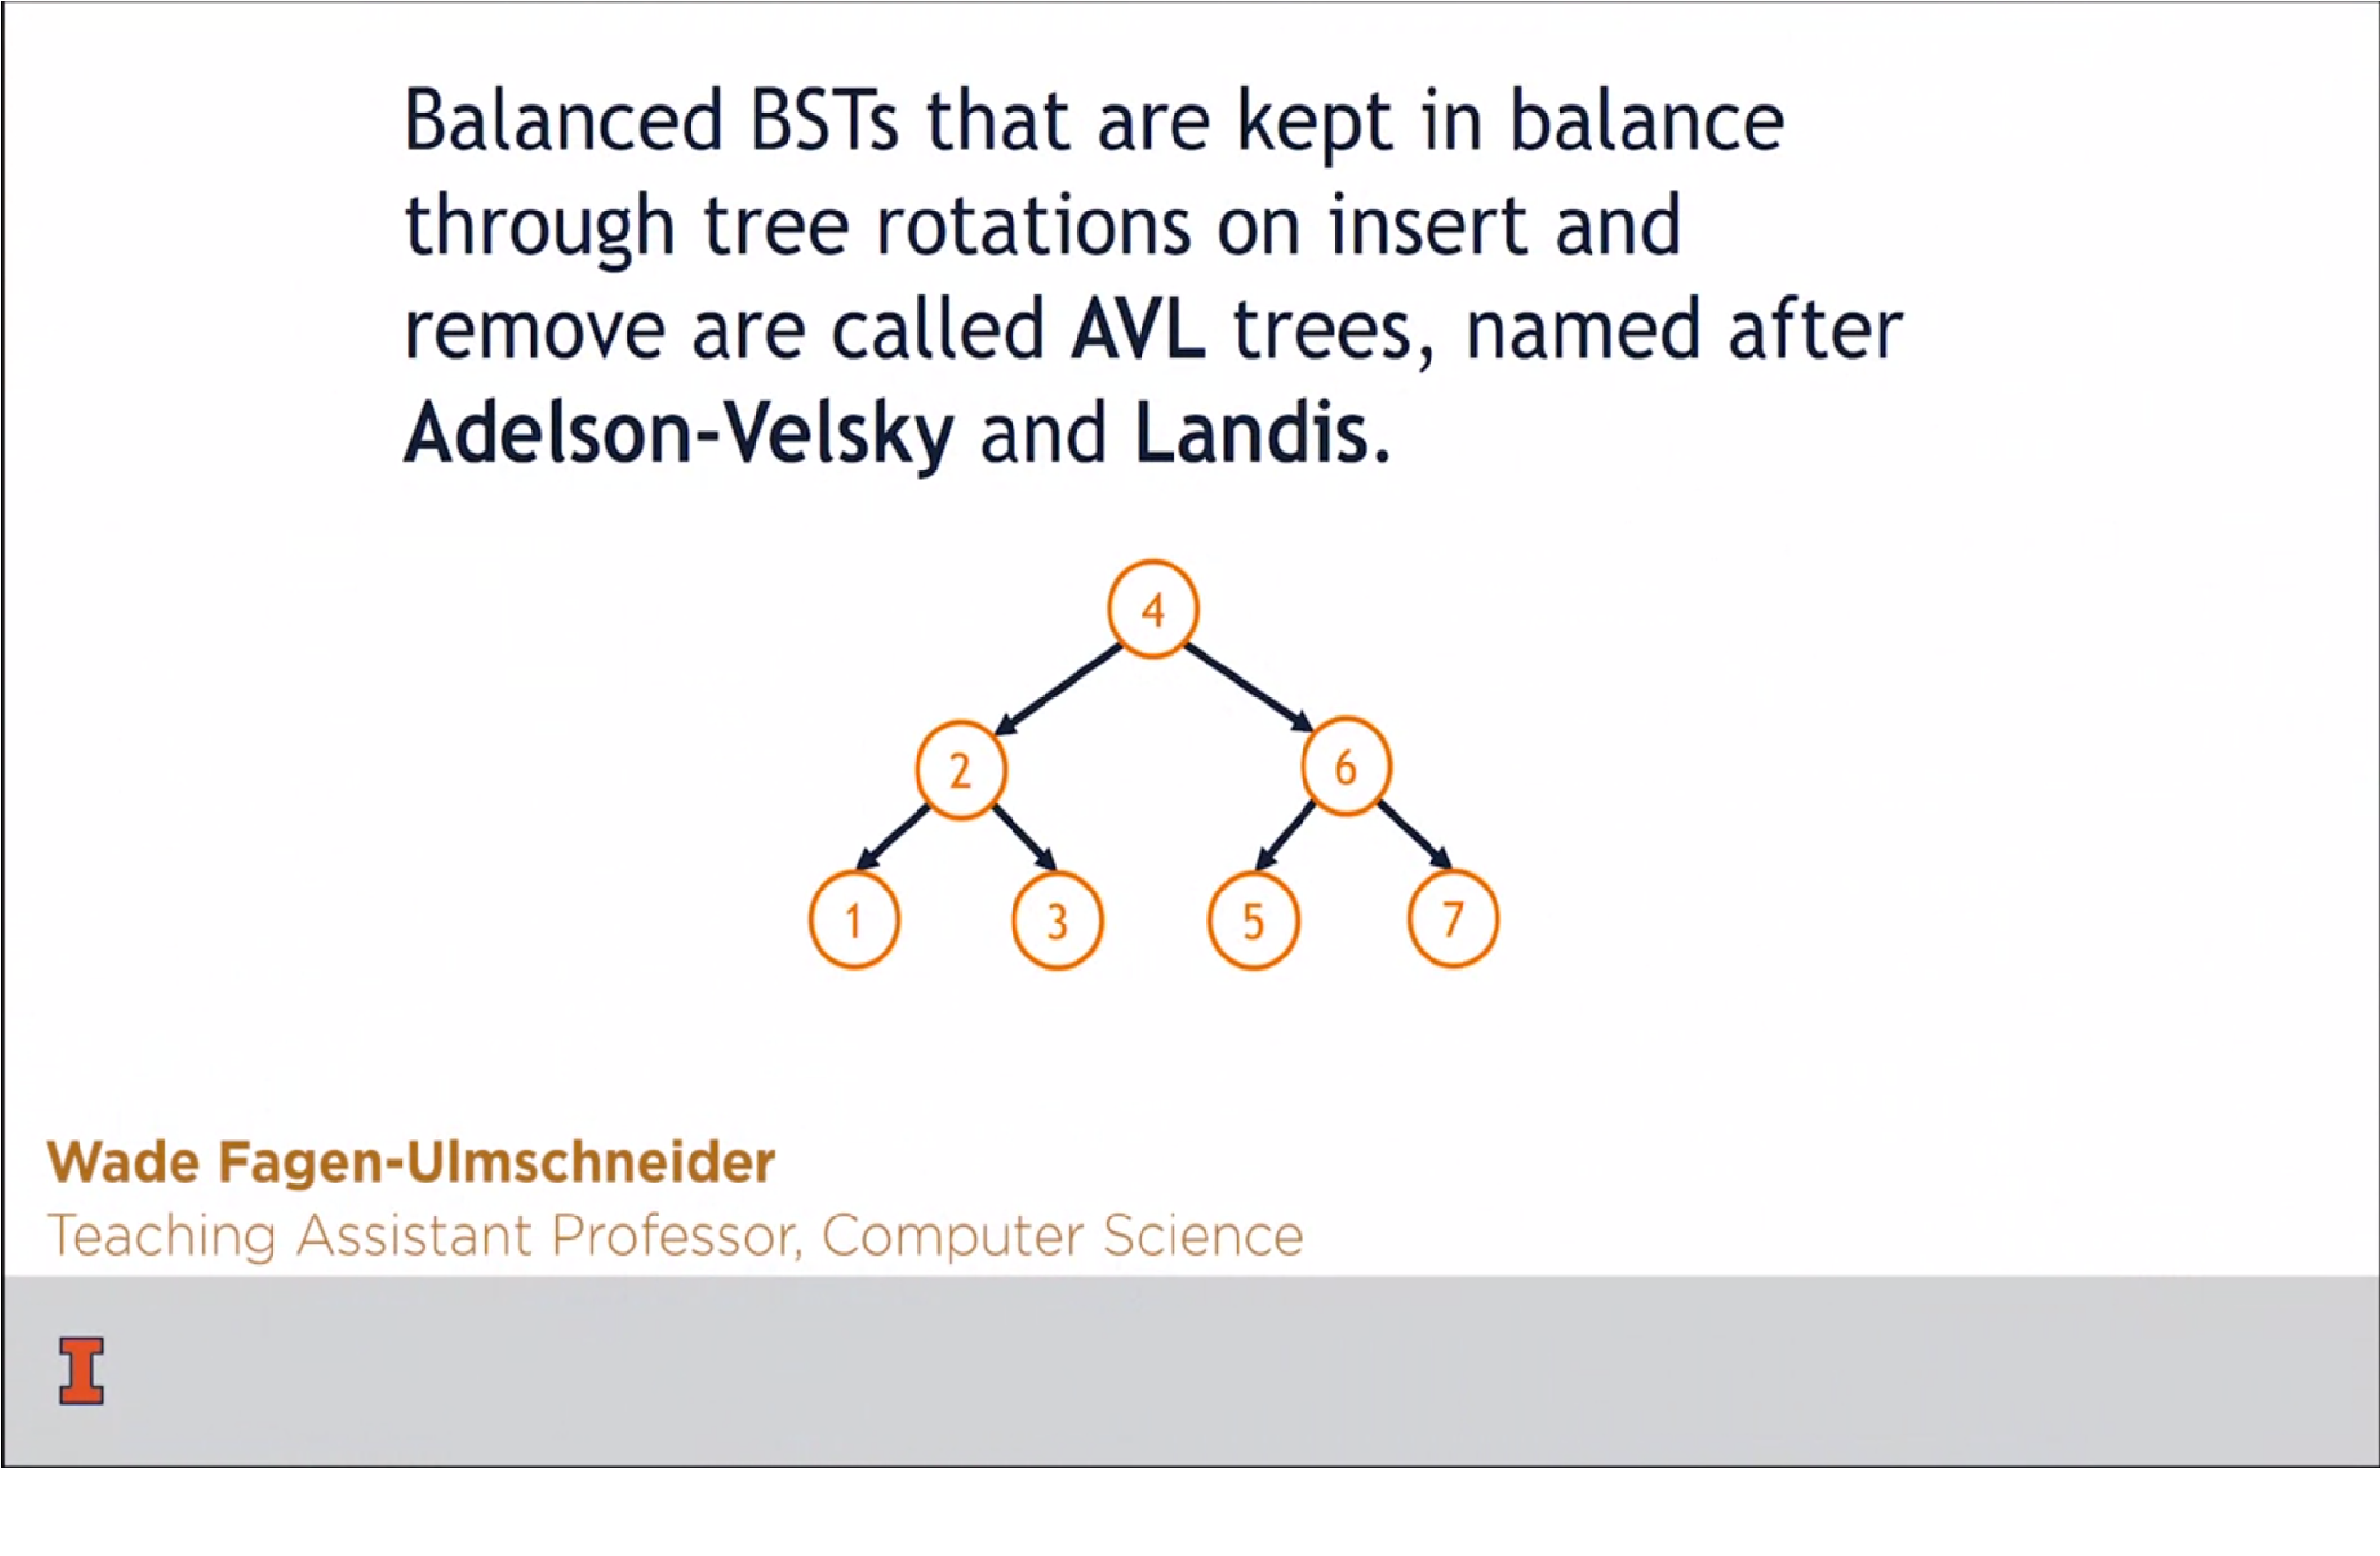 Balanced BSTs that are kept in balance
through tree rotations on insert and
remove are called AVL trees, named after
Adelson-Velsky and Landis.
4
2 6
1 3 5 7
Wade Fagen-Ulmschneider
Teaching Assistant Professor, Computer Science
I